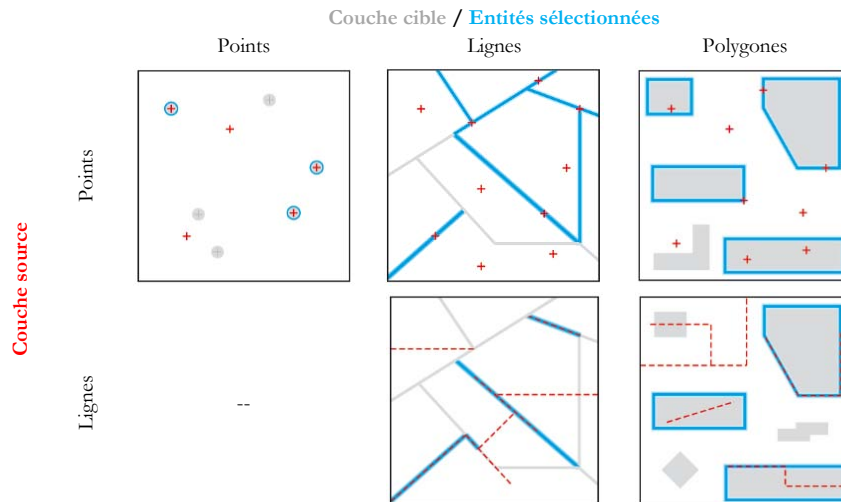 Couche cible / Entités sélectionnées
Points
Lignes
Polygones
Couche source
Points
Lignes
--